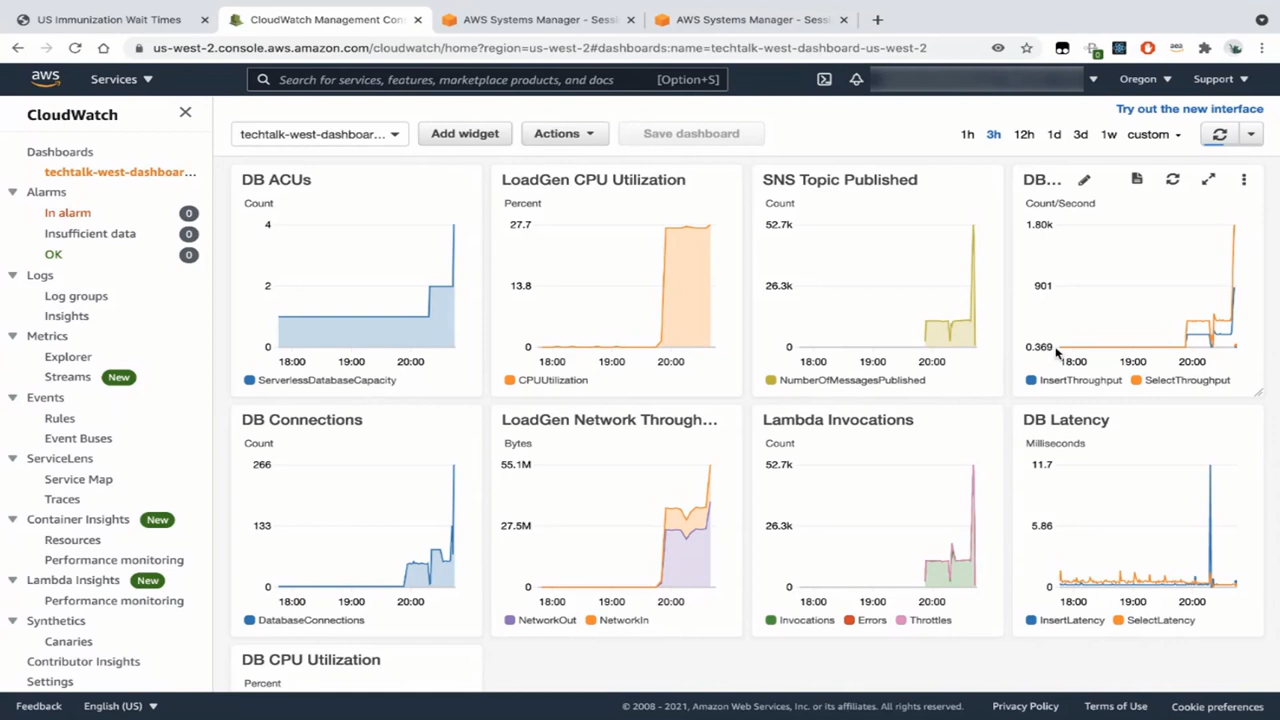 US Immunization Wait Times
CloudWatch Management Con
AWS Systems Manager - Sessi
AWS Systems Manager - Sessi
us-west-2.console.aws.amazon.com/cloudwatch/home?region=us-west-2#dashboards:name=techtalk-west-dashboard-us-west-2
aws
Services
Search for services, features, marketplace products, and docs
[Option+S]
Oregon
Support
CloudWatch
Dashboards
techtalk-west-dashboar...
Alarms
In alarm 0
Insufficient data 0
OK 0
Logs
Log groups
Insights
Metrics
Explorer
Streams New
Events
Rules
Event Buses
ServiceLens
Service Map
Traces
Container Insights New
Resources
Performance monitoring
Lambda Insights New
Performance monitoring
Synthetics
Canaries
Contributor Insights
Settings
Try out the new interface
techtalk-west-dashboar...
Add widget
Actions
Save dashboard
1h 3h 12h 1d 3d 1w custom
DB ACUs
Count
4
2
0
18:00 19:00 20:00
ServerlessDatabaseCapacity
LoadGen CPU Utilization
Percent
27.7
13.8
0
18:00 19:00 20:00
CPUUtilization
SNS Topic Published
Count
52.7k
26.3k
0
18:00 19:00 20:00
NumberOfMessagesPublished
DB...
Count/Second
1.80k
901
0.369
18:00 19:00 20:00
InsertThroughput SelectThroughput
DB Connections
Count
266
133
0
18:00 19:00 20:00
DatabaseConnections
LoadGen Network Through...
Bytes
55.1M
27.5M
0
18:00 19:00 20:00
NetworkOut NetworkIn
Lambda Invocations
Count
52.7k
26.3k
0
18:00 19:00 20:00
Invocations Errors Throttles
DB Latency
Milliseconds
11.7
5.86
0
18:00 19:00 20:00
InsertLatency SelectLatency
DB CPU Utilization
Percent
Feedback
English (US)
© 2008 - 2021, Amazon Web Services, Inc. or its affiliates. All rights reserved.
Privacy Policy
Terms of Use
Cookie preferences